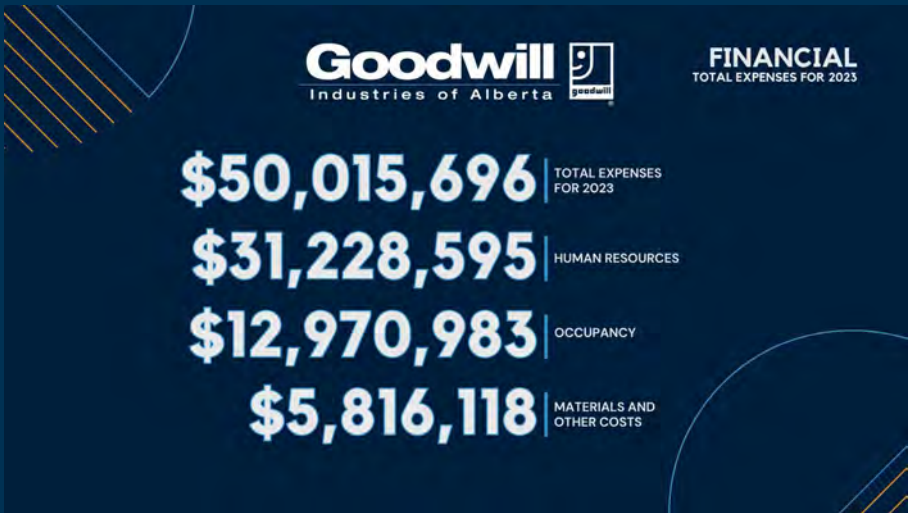 Goodwill
Industries of Alberta
goodwill
FINANCIAL
TOTAL EXPENSES FOR 2023
$50,015,696
TOTAL EXPENSES
FOR 2023
$31,228,595
HUMAN RESOURCES
$12,970,983
OCCUPANCY
$5,816,118
MATERIALS AND
OTHER COSTS